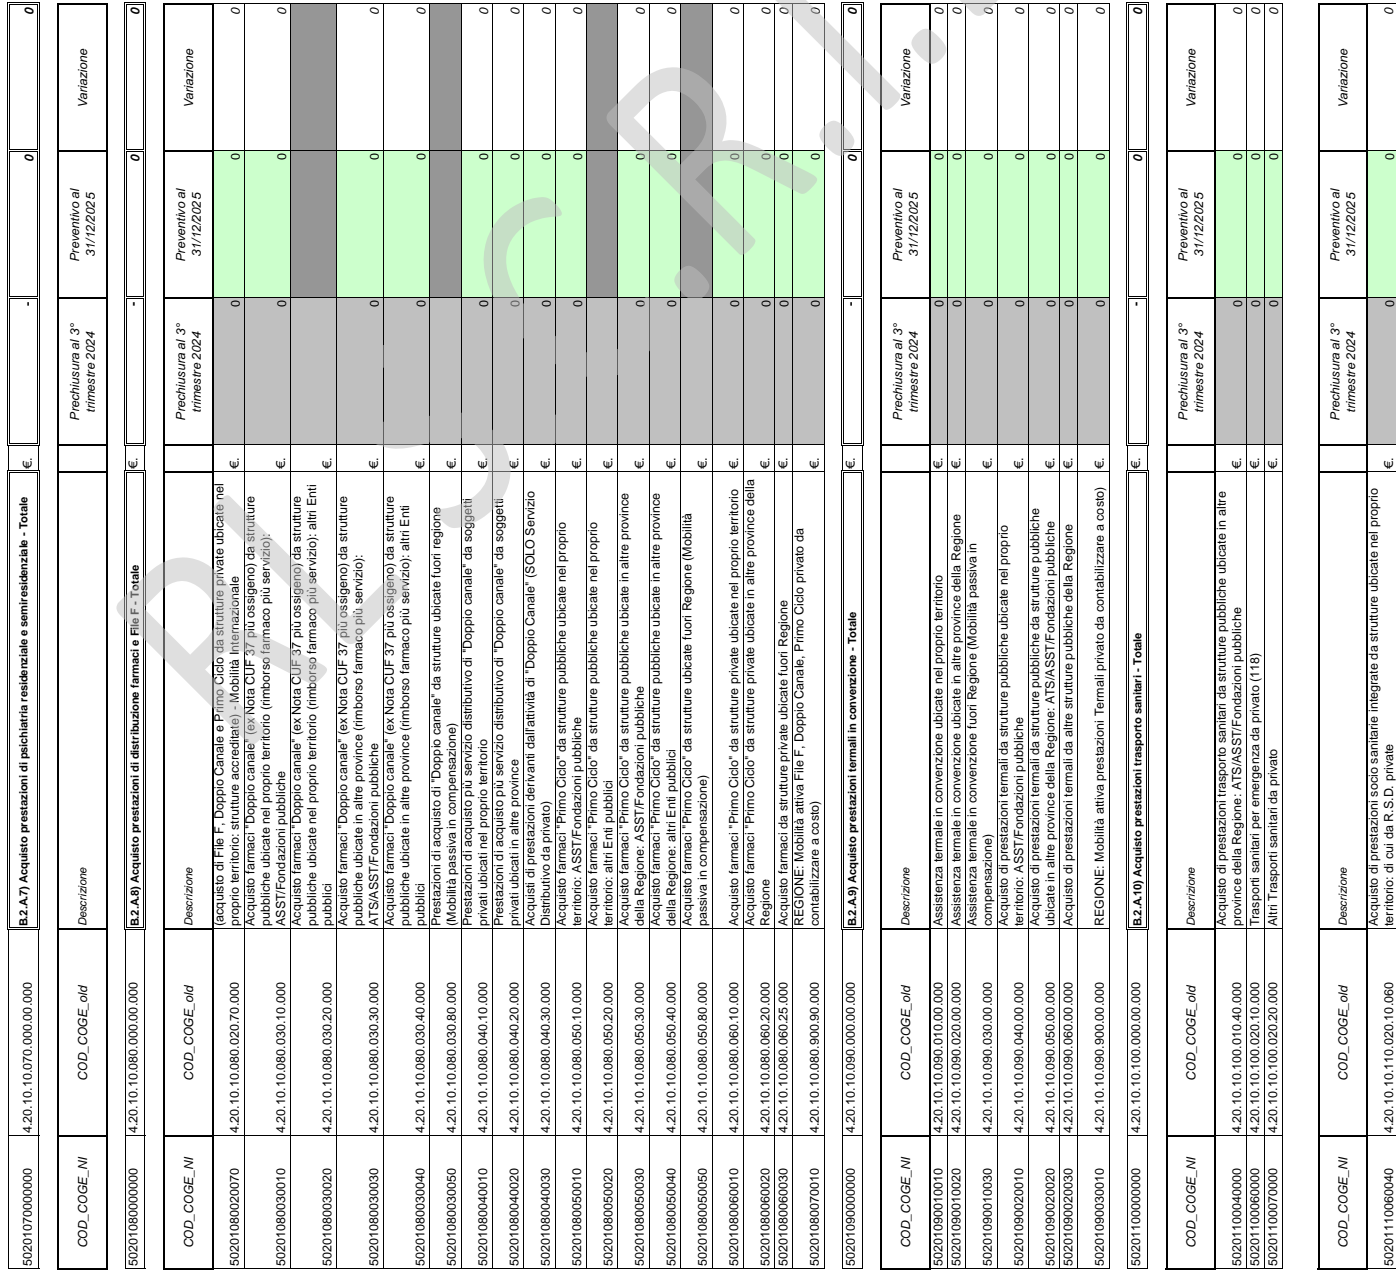 502010700000000 4.20.10.10.070.000.00.000 B.2.A.7) Acquisto prestazioni di psichiatria residenziale e semiresidenziale - Totale €. - 0 0
COD_COGE_NI COD_COGE_old Descrizione Prechiusura al 3° trimestre 2024 Preventivo al 31/12/2025 Variazione
502010800000000 4.20.10.10.080.000.00.000 B.2.A.8) Acquisto prestazioni di distribuzione farmaci e File F - Totale €. - 0 0
COD_COGE_NI COD_COGE_old Descrizione Prechiusura al 3° trimestre 2024 Preventivo al 31/12/2025 Variazione
50201080020070 4.20.10.10.080.020.70.000 (acquisto di File F, Doppio Canale e Primo Ciclo da strutture private ubicate nel
proprio territorio: strutture accreditate) - Mobilità Internazionale €. 0 0 0
50201080030010 4.20.10.10.080.030.10.000 Acquisto farmaci "Doppio canale" (ex Nota CUF 37 più ossigeno) da strutture
pubbliche ubicate nel proprio territorio (rimborso farmaco più servizio):
ASST/Fondazioni pubbliche €. 0 0 0
50201080030020 4.20.10.10.080.030.20.000 Acquisto farmaci "Doppio canale" (ex Nota CUF 37 più ossigeno) da strutture
pubbliche ubicate nel proprio territorio (rimborso farmaco più servizio): altri Enti
pubblici €. 0
50201080030030 4.20.10.10.080.030.30.000 Acquisto farmaci "Doppio canale" (ex Nota CUF 37 più ossigeno) da strutture
pubbliche ubicate in altre province (rimborso farmaco più servizio):
ATS/ASST/Fondazioni pubbliche €. 0 0 0
50201080030040 4.20.10.10.080.030.40.000 Acquisto farmaci "Doppio canale" (ex Nota CUF 37 più ossigeno) da strutture
pubbliche ubicate in altre province (rimborso farmaco più servizio): altri Enti
pubblici €. 0 0 0
50201080030050 4.20.10.10.080.030.80.000 Prestazioni di acquisto di "Doppio canale" da strutture ubicate fuori regione
(Mobilità passiva in compensazione) €. 0
50201080040010 4.20.10.10.080.040.10.000 Prestazioni di acquisto più servizio distributivo di "Doppio canale" da soggetti
privati ubicati nel proprio territorio €. 0 0 0
50201080040020 4.20.10.10.080.040.20.000 Prestazioni di acquisto più servizio distributivo di "Doppio canale" da soggetti
privati ubicati in altre province €. 0 0 0
50201080040030 4.20.10.10.080.040.30.000 Acquisti di prestazioni derivanti dall'attività di "Doppio Canale" (SOLO Servizio
Distributivo da privato) €. 0 0 0
50201080050010 4.20.10.10.080.050.10.000 Acquisto farmaci "Primo Ciclo" da strutture pubbliche ubicate nel proprio
territorio: ASST/Fondazioni pubbliche €. 0 0 0
50201080050020 4.20.10.10.080.050.20.000 Acquisto farmaci "Primo Ciclo" da strutture pubbliche ubicate nel proprio
territorio: altri Enti pubblici €. 0
50201080050030 4.20.10.10.080.050.30.000 Acquisto farmaci "Primo Ciclo" da strutture pubbliche ubicate in altre province
della Regione: ASST/Fondazioni pubbliche €. 0 0 0
50201080050040 4.20.10.10.080.050.40.000 Acquisto farmaci "Primo Ciclo" da strutture pubbliche ubicate in altre province
della Regione: altri Enti pubblici €. 0 0 0
50201080050050 4.20.10.10.080.050.80.000 Acquisto farmaci "Primo Ciclo" da strutture ubicate fuori Regione (Mobilità
passiva in compensazione) €. 0
50201080060010 4.20.10.10.080.060.10.000 Acquisto farmaci "Primo Ciclo" da strutture private ubicate nel proprio territorio €. 0 0 0
50201080060020 4.20.10.10.080.060.20.000 Acquisto farmaci "Primo Ciclo" da strutture private ubicate in altre province della
Regione €. 0 0 0
50201080060030 4.20.10.10.080.060.25.000 Acquisto farmaci da strutture private ubicate fuori Regione €. 0 0 0
50201080070010 4.20.10.10.080.900.90.000 REGIONE: Mobilità attiva File F, Doppio Canale, Primo Ciclo privato da
contabilizzare a costo) €. 0 0 0
502010900000000 4.20.10.10.090.000.00.000 B.2.A.9) Acquisto prestazioni termali in convenzione - Totale €. - 0 0
COD_COGE_NI COD_COGE_old Descrizione Prechiusura al 3° trimestre 2024 Preventivo al 31/12/2025 Variazione
50201090010010 4.20.10.10.090.010.00.000 Assistenza termale in convenzione ubicate nel proprio territorio €. 0 0 0
50201090010020 4.20.10.10.090.020.00.000 Assistenza termale in convenzione ubicate in altre province della Regione €. 0 0 0
50201090010030 4.20.10.10.090.030.00.000 Assistenza termale in convenzione fuori Regione (Mobilità passiva in
compensazione) €. 0 0 0
50201090020010 4.20.10.10.090.040.00.000 Acquisto di prestazioni termali da strutture pubbliche ubicate nel proprio
territorio: ASST/Fondazioni pubbliche €. 0 0 0
50201090020020 4.20.10.10.090.050.00.000 Acquisto di prestazioni termali da strutture pubbliche da strutture pubbliche
ubicate in altre province della Regione: ATS/ASST/Fondazioni pubbliche €. 0 0 0
50201090020030 4.20.10.10.090.060.00.000 Acquisto di prestazioni termali da altre strutture pubbliche della Regione €. 0 0 0
50201090030010 4.20.10.10.090.900.00.000 REGIONE: Mobilità attiva prestazioni Termali privato da contabilizzare a costo) €. 0 0 0
502011000000000 4.20.10.10.100.000.00.000 B.2.A.10) Acquisto prestazioni trasporto sanitari - Totale €. - 0 0
COD_COGE_NI COD_COGE_old Descrizione Prechiusura al 3° trimestre 2024 Preventivo al 31/12/2025 Variazione
502011000400000 4.20.10.10.100.010.40.000 Acquisto di prestazioni trasporto sanitari da strutture pubbliche ubicate in altre
province della Regione: ATS/ASST/Fondazioni pubbliche €. 0 0 0
502011000600000 4.20.10.10.100.020.10.000 Trasporti sanitari per emergenza da privato (118) €. 0 0 0
502011000700000 4.20.10.10.100.020.20.000 Altri Trasporti sanitari da privato €. 0 0 0
COD_COGE_NI COD_COGE_old Descrizione Prechiusura al 3° trimestre 2024 Preventivo al 31/12/2025 Variazione
502011100600040 4.20.10.10.110.020.10.060 Acquisto di prestazioni socio sanitarie integrate da strutture ubicate nel proprio
territorio: di cui da R.S.D. private €. 0 0 0